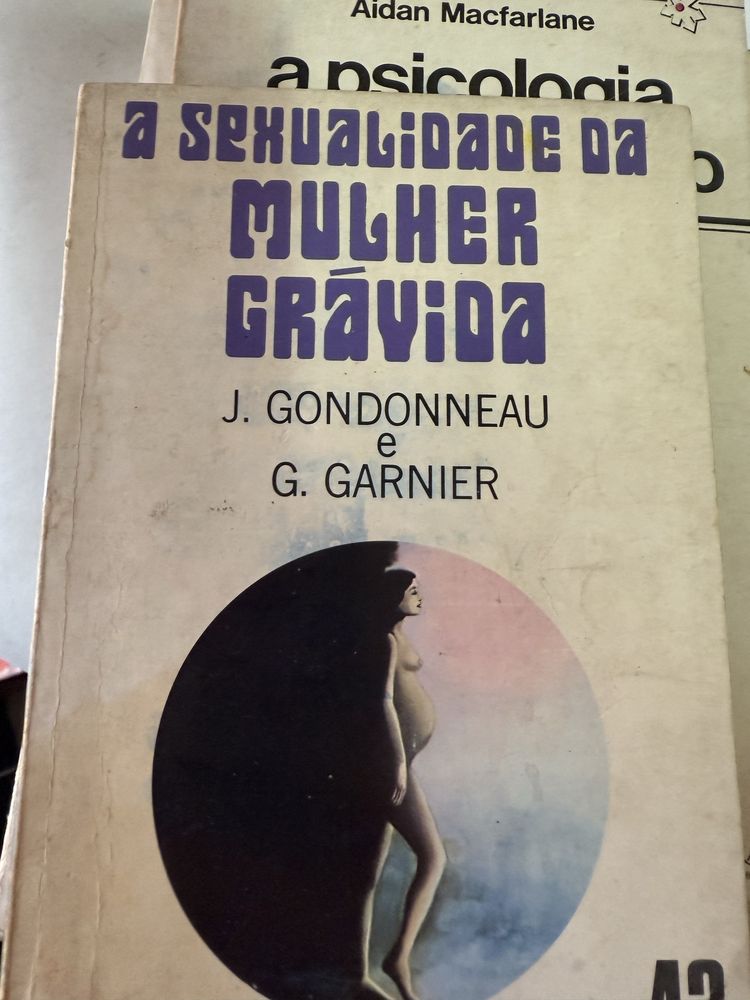 Aidan Macfarlane
a psicologia
o
A SEXUALIDADE DA
MULHER
GRÁVIDA
J. GONDONNEAU
e
G. GARNIER